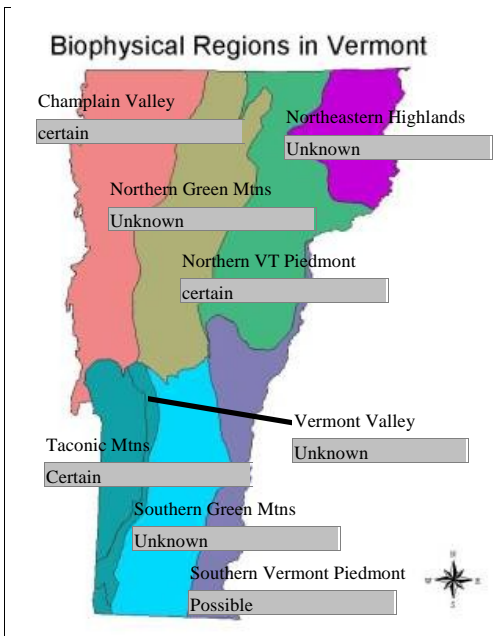 Biophysical Regions in Vermont
Champlain Valley
certain
Northeastern Highlands
Unknown
Northern Green Mtns
Unknown
Northern VT Piedmont
certain
Vermont Valley
Unknown
Taconic Mtns
Certain
Southern Green Mtns
Unknown
Southern Vermont Piedmont
Possible
N
W E
S